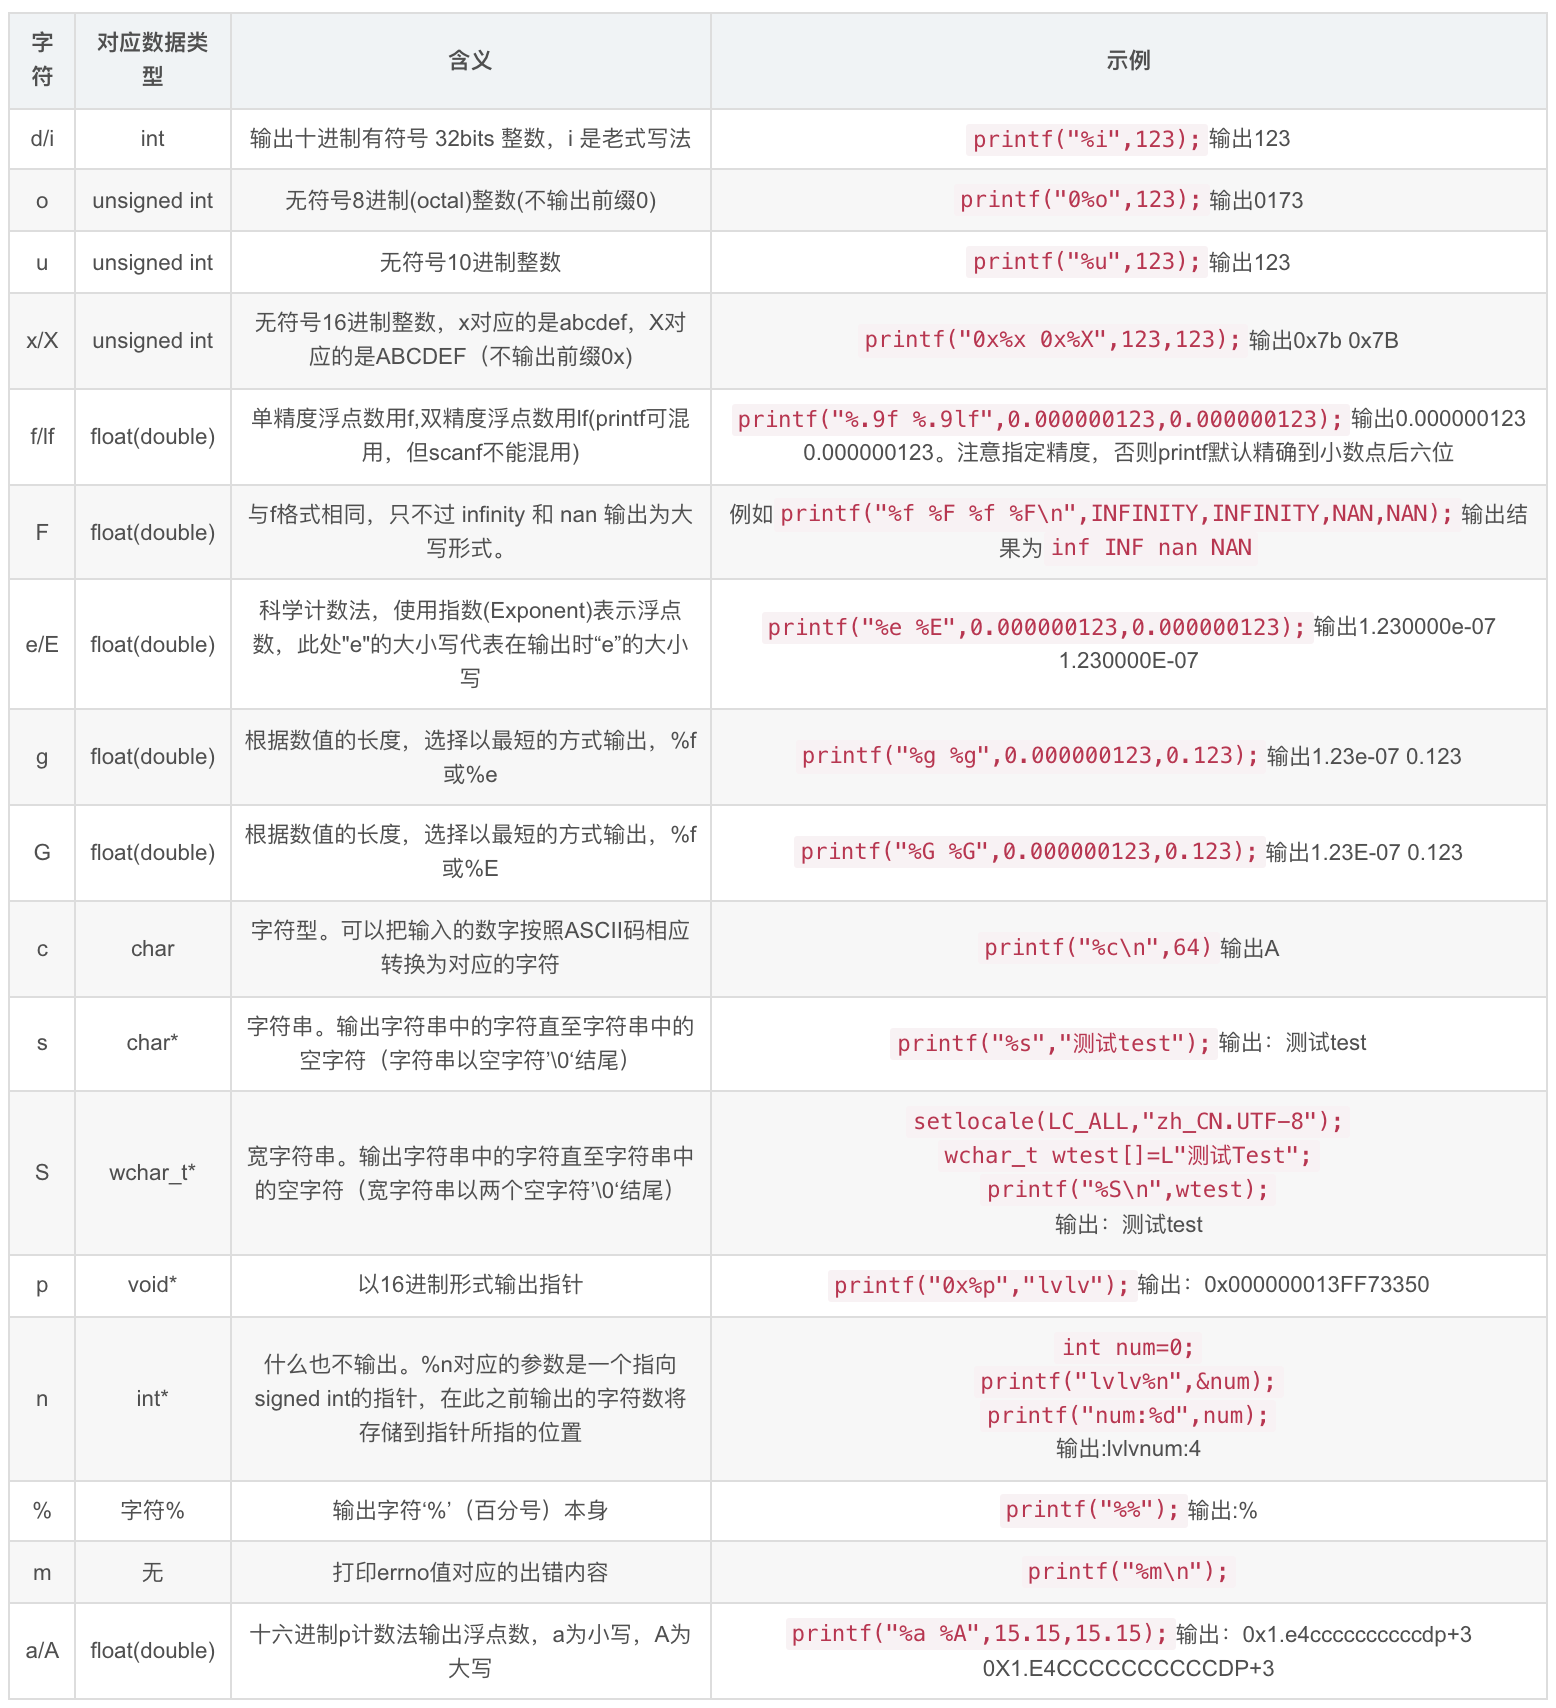 字
符
对应数据类
型
含义
示例
d/i
int
输出十进制有符号 32bits 整数，i 是老式写法
printf("%i",123);输出123
o
unsigned int
无符号8进制(octal)整数(不输出前缀0)
printf("0%o",123);输出0173
u
unsigned int
无符号10进制整数
printf("%u",123);输出123
x/X
unsigned int
无符号16进制整数，x对应的是abcdef，X对
应的是ABCDEF（不输出前缀0x)
printf("0x%x 0x%X",123,123);输出0x7b 0x7B
f/lf
float(double)
单精度浮点数用f,双精度浮点数用lf(printf可混
用，但scanf不能混用)
printf("%.9f %.9lf",0.000000123,0.000000123);输出0.000000123
0.000000123。注意指定精度，否则printf默认精确到小数点后六位
F
float(double)
与f格式相同，只不过 infinity 和 nan 输出为大
写形式。
例如printf("%f %F %f %F\n",INFINITY,INFINITY,NAN,NAN);输出结
果为inf INF nan NAN
e/E
float(double)
科学计数法，使用指数(Exponent)表示浮点
数，此处"e"的大小写代表在输出时“e”的大小
写
printf("%e %E",0.000000123,0.000000123);输出1.230000e-07
1.230000E-07
g
float(double)
根据数值的长度，选择以最短的方式输出，%f
或%e
printf("%g %g",0.000000123,0.123);输出1.23e-07 0.123
G
float(double)
根据数值的长度，选择以最短的方式输出，%f
或%E
printf("%G %G",0.000000123,0.123);输出1.23E-07 0.123
c
char
字符型。可以把输入的数字按照ASCII码相应
转换为对应的字符
printf("%c\n",64)输出A
s
char*
字符串。输出字符串中的字符直至字符串中的
空字符（字符串以空字符’\0‘结尾）
printf("%s","测试test");输出：测试test
S
wchar_t*
宽字符串。输出字符串中的字符直至字符串中
的空字符（宽字符串以两个空字符’\0‘结尾）
setlocale(LC_ALL,"zh_CN.UTF-8");
wchar_t wtest[]=L"测试Test";
printf("%S\n",wtest);
输出：测试test
p
void*
以16进制形式输出指针
printf("0x%p","lvlv");输出：0x000000013FF73350
n
int*
什么也不输出。%n对应的参数是一个指向
signed int的指针，在此之前输出的字符数将
存储到指针所指的位置
int num=0;
printf("lvlv%n",&num);
printf("num:%d",num);
输出:lvlvnum:4
%
字符%
输出字符‘%’（百分号）本身
printf("%%");输出:%
m
无
打印errno值对应的出错内容
printf("%m\n");
a/A
float(double)
十六进制p计数法输出浮点数，a为小写，A为
大写
printf("%a %A",15.15,15.15);输出：0x1.e4ccccccccccdp+3
0X1.E4CCCCCCCCCCDP+3